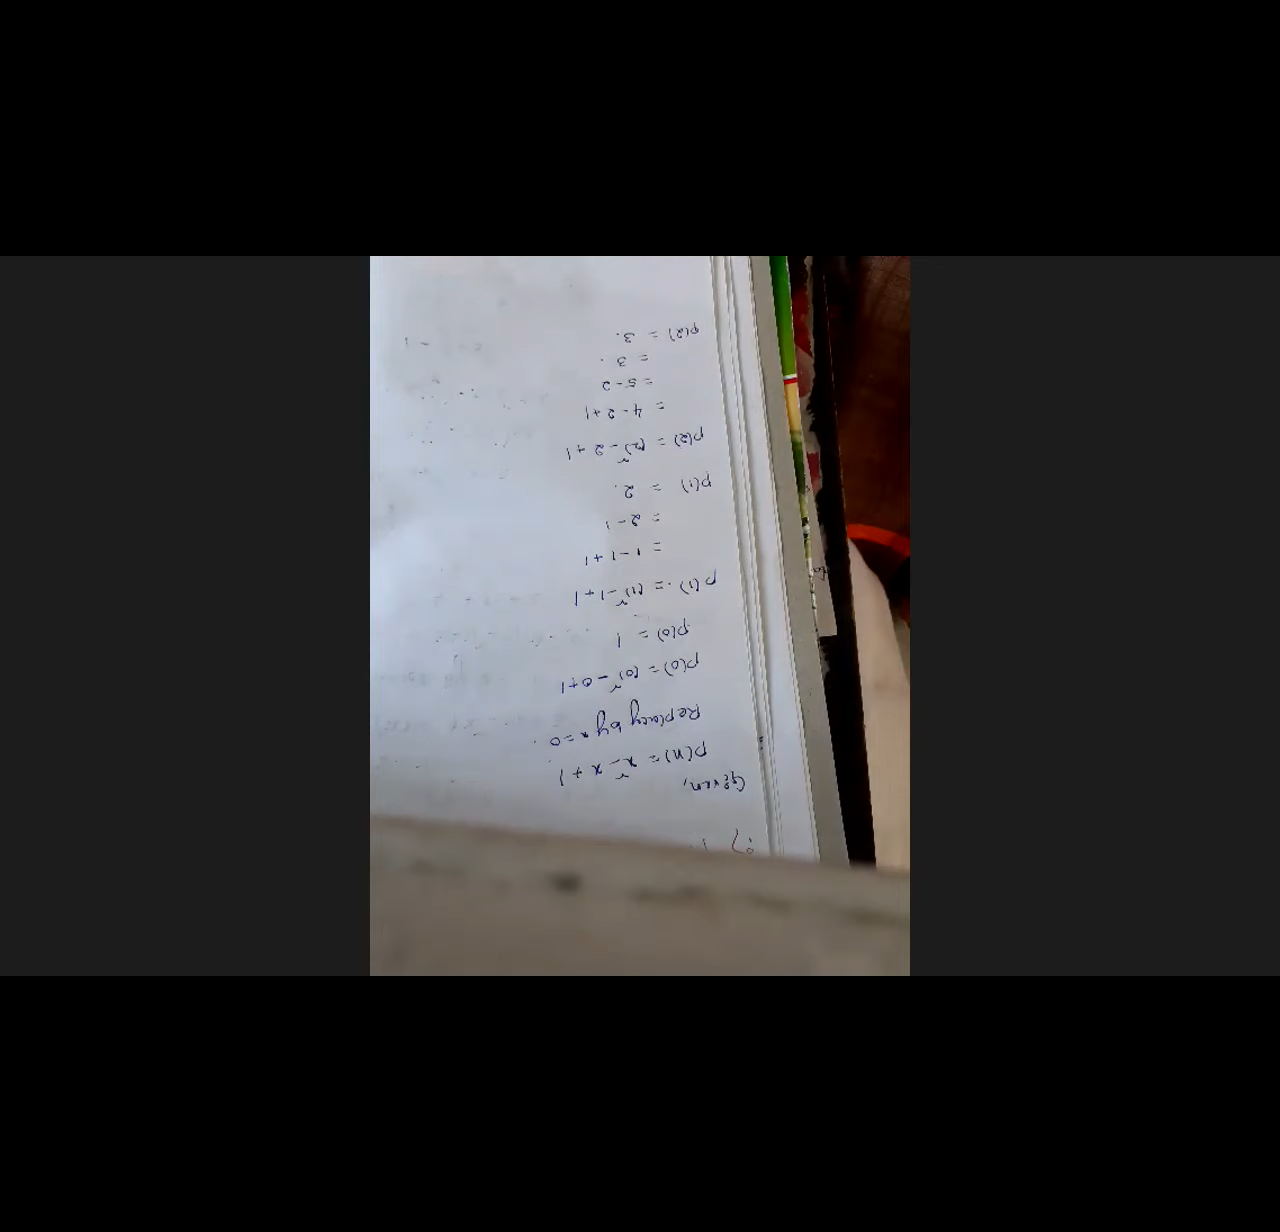 Given,
p(x) = x² - x + 1
Replacy by x = 0.
p(0) = (0)² - 0 + 1
p(0) = 1
p(1) = (1)² - 1 + 1
= 1 - 1 + 1
= 2 - 1
p(1) = 2.
p(2) = (2)² - 2 + 1
= 4 - 2 + 1
= 5 - 2
= 3.
p(2) = 3.